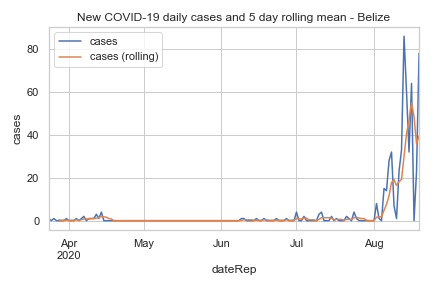 New COVID-19 daily cases and 5 day rolling mean - Belize
cases
cases (rolling)
80
60
40
20
0
cases
Apr
2020
May
Jun
Jul
Aug
dateRep